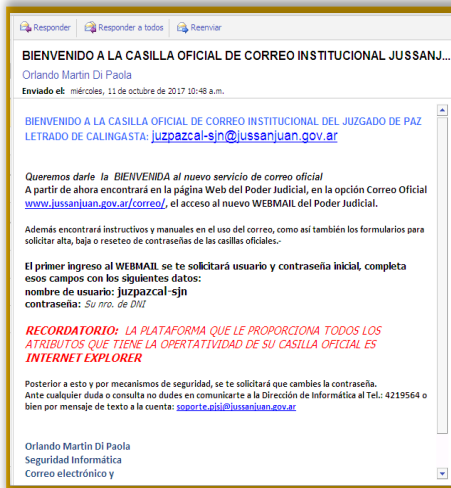 Responder Responder a todos Reenviar
BIENVENIDO A LA CASILLA OFICIAL DE CORREO INSTITUCIONAL JUSSANJ...
Orlando Martin Di Paola
Enviado el: miércoles, 11 de octubre de 2017 10:48 a.m.
BIENVENIDO A LA CASILLA OFICIAL DE CORREO INSTITUCIONAL DEL JUZGADO DE PAZ
LETRADO DE CALINGASTA: juzpazcal-sjn@jussanjuan.gov.ar
Queremos darle la BIENVENIDA al nuevo servicio de correo oficial
A partir de ahora encontrará en la página Web del Poder Judicial, en la opción Correo Oficial
www.jussanjuan.gov.ar/correo/, el acceso al nuevo WEBMAIL del Poder Judicial.
Además encontrará instructivos y manuales en el uso del correo, como así también los formularios para
solicitar alta, baja o reseteo de contraseñas de las casillas oficiales.-
El primer ingreso al WEBMAIL se te solicitará usuario y contraseña inicial, completa
esos campos con los siguientes datos:
nombre de usuario: juzpazcal-sjn
contraseña: Su nro. de DNI
RECORDATORIO: LA PLATAFORMA QUE LE PROPORCIONA TODOS LOS
ATRIBUTOS QUE TIENE LA OPERTATIVIDAD DE SU CASILLA OFICIAL ES
INTERNET EXPLORER
Posterior a esto y por mecanismos de seguridad, se te solicitará que cambies la contraseña.
Ante cualquier duda o consulta no dudes en comunicarte a la Dirección de Informática al Tel.: 4219564 o
bien por mensaje de texto a la cuenta: soporte.pjsj@jussanjuan.gov.ar
Orlando Martin Di Paola
Seguridad Informática
Correo electrónico y